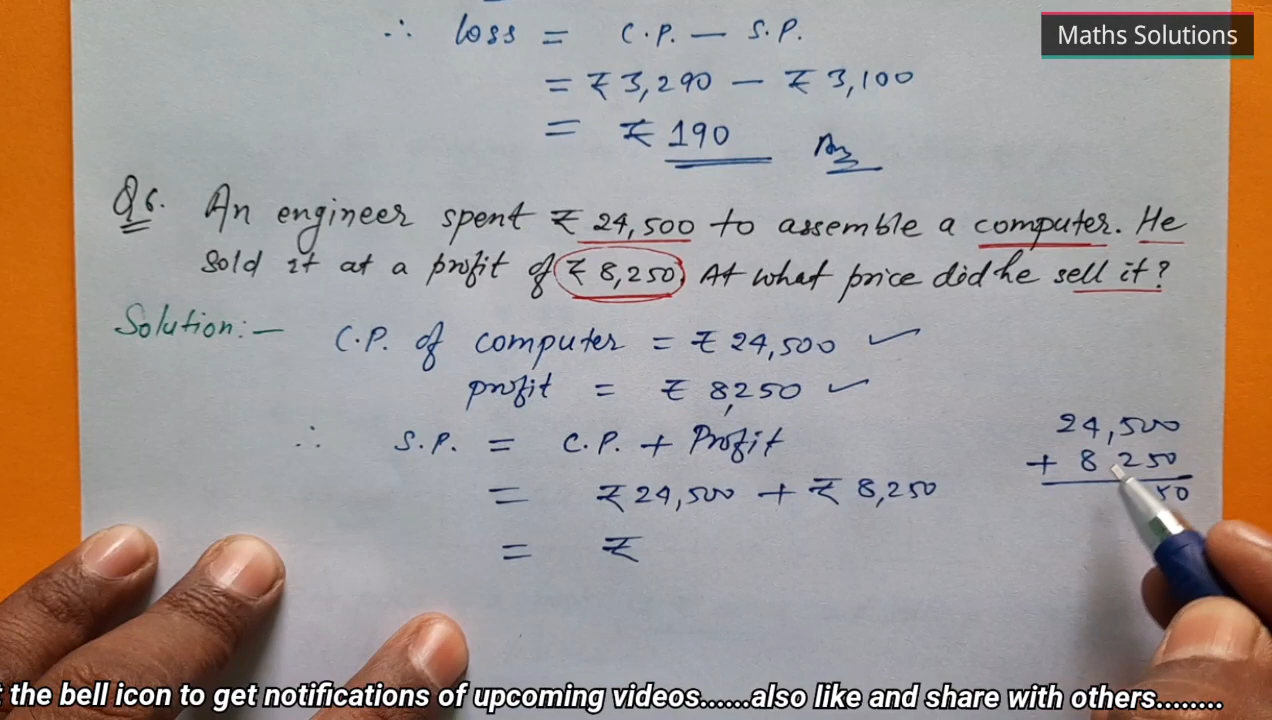 Maths Solutions
∴ loss = C.P. — S.P.
= ₹ 3,290 — ₹ 3,100
= ₹ 190 Ans
Q6. An engineer spent ₹ 24,500 to assemble a computer. He
sold it at a profit of ₹ 8,250. At what price did he sell it?
Solution:—
C.P. of computer = ₹ 24,500 ✓
profit = ₹ 8,250 ✓
∴ S.P. = C.P. + Profit
= ₹ 24,500 + ₹ 8,250
= ₹
24,500
+ 8,250
50
the bell icon to get notifications of upcoming videos......also like and share with others........